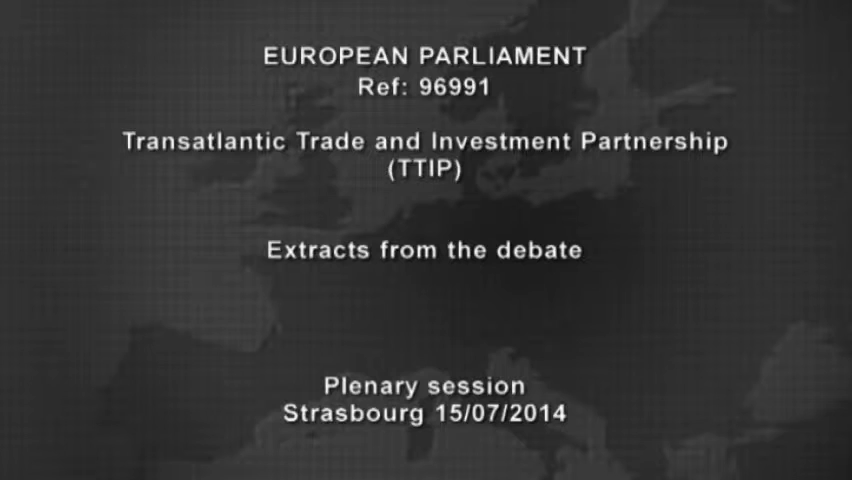 EUROPEAN PARLIAMENT
Ref: 96991
Transatlantic Trade and Investment Partnership
(TTIP)
Extracts from the debate
Plenary session
Strasbourg 15/07/2014